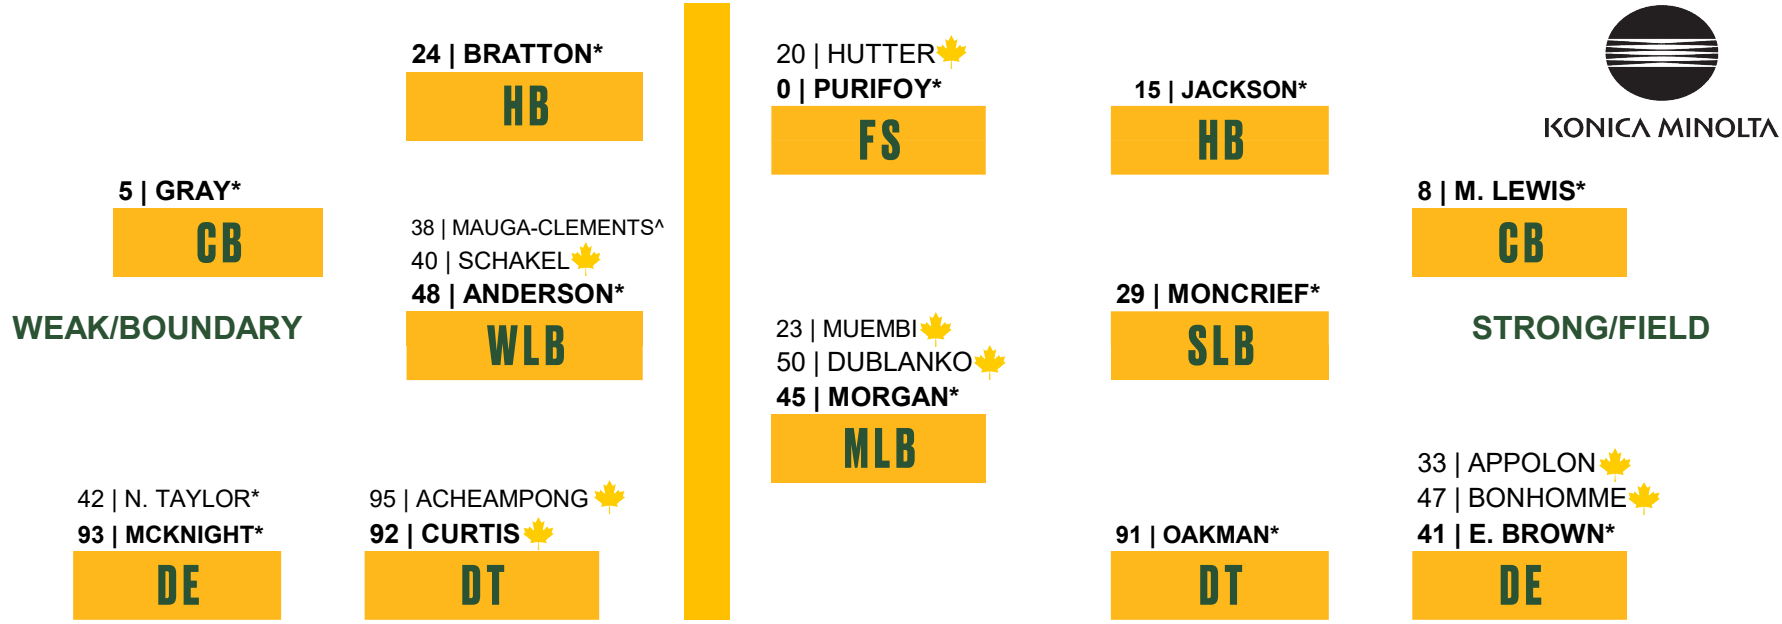 24 | BRATTON*
HB
20 | HUTTER
0 | PURIFOY*
FS
15 | JACKSON*
HB
KONICA MINOLTA
5 | GRAY*
CB
8 | M. LEWIS*
CB
38 | MAUGA-CLEMENTS^
40 | SCHAKEL
48 | ANDERSON*
WLB
29 | MONCRIEF*
SLB
WEAK/BOUNDARY
STRONG/FIELD
23 | MUEMBI
50 | DUBLANKO
45 | MORGAN*
MLB
42 | N. TAYLOR*
93 | MCKNIGHT*
DE
95 | ACHEAMPONG
92 | CURTIS
DT
91 | OAKMAN*
DT
33 | APPOLON
47 | BONHOMME
41 | E. BROWN*
DE